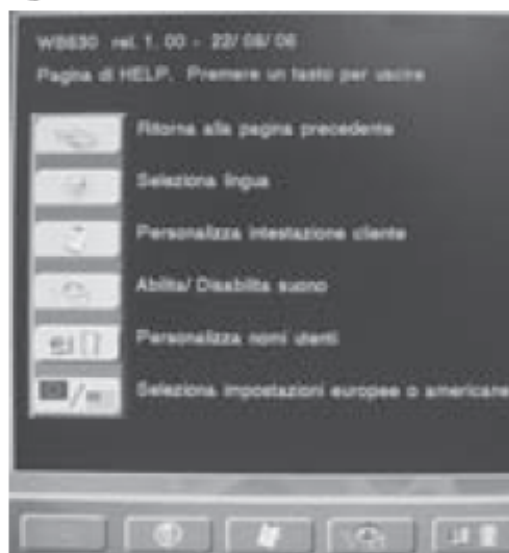 WB630 rel. 1. 00 - 22/ 08/ 06
Pagina di HELP. Premere un tasto per uscire
Ritorna alla pagina precedente
Seleziona lingua
Personalizza intestazione cliente
Abilita/ Disabilita suono
Personalizza nomi utenti
Seleziona impostazioni europee o americane